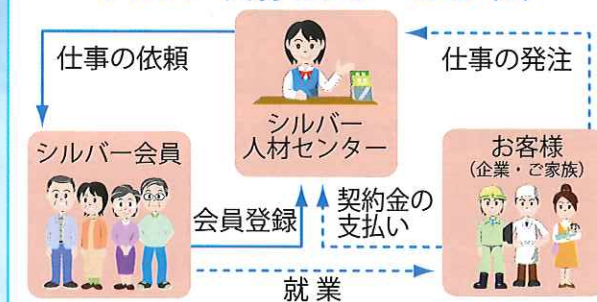 仕事の依頼
仕事の発注
シルバー
人材センター
シルバー会員
お客様
(企業・ご家族)
会員登録
契約金の
支払い
就業